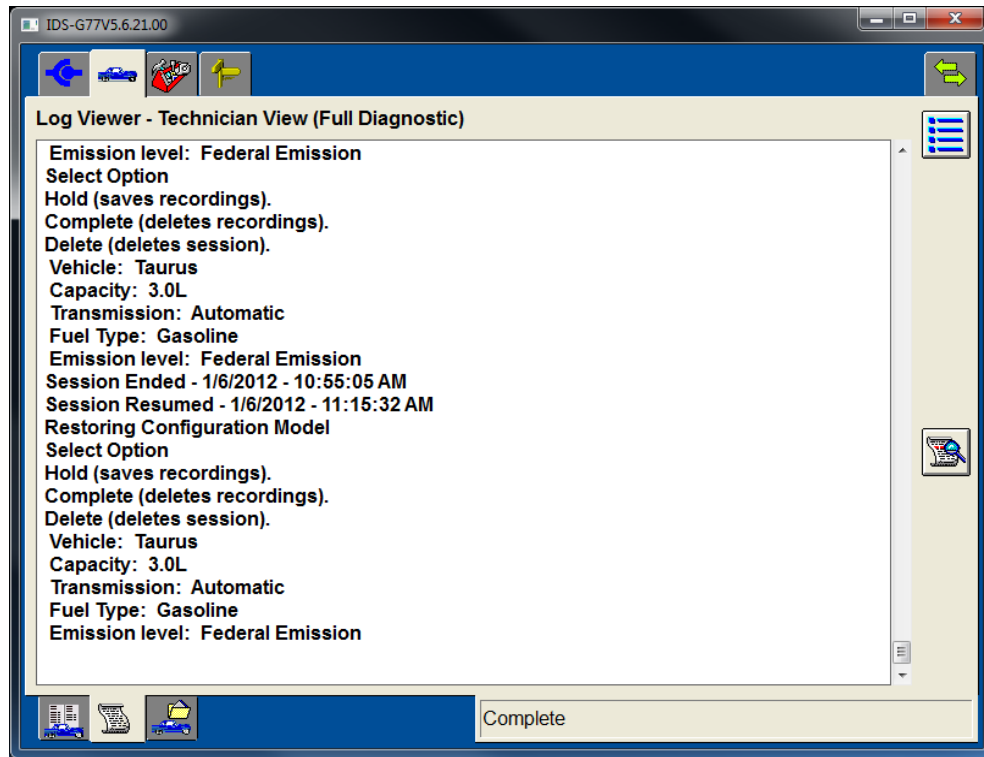 IDS-G77V5.6.21.00
Log Viewer - Technician View (Full Diagnostic)
Emission level: Federal Emission
Select Option
Hold (saves recordings).
Complete (deletes recordings).
Delete (deletes session).
Vehicle: Taurus
Capacity: 3.0L
Transmission: Automatic
Fuel Type: Gasoline
Emission level: Federal Emission
Session Ended - 1/6/2012 - 10:55:05 AM
Session Resumed - 1/6/2012 - 11:15:32 AM
Restoring Configuration Model
Select Option
Hold (saves recordings).
Complete (deletes recordings).
Delete (deletes session).
Vehicle: Taurus
Capacity: 3.0L
Transmission: Automatic
Fuel Type: Gasoline
Emission level: Federal Emission
Complete